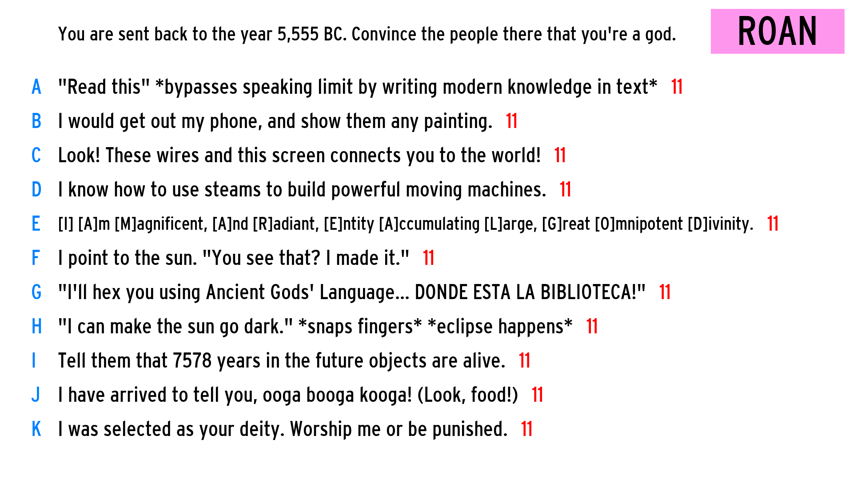 You are sent back to the year 5,555 BC. Convince the people there that you're a god.
ROAN
A "Read this" *bypasses speaking limit by writing modern knowledge in text* 11
B I would get out my phone, and show them any painting. 11
C Look! These wires and this screen connects you to the world! 11
D I know how to use steams to build powerful moving machines. 11
E [I] [A]m [M]agnificent, [A]nd [R]adiant, [E]ntity [A]ccumulating [L]arge, [G]reat [O]mnipotent [D]ivinity. 11
F I point to the sun. "You see that? I made it." 11
G "I'll hex you using Ancient Gods' Language... DONDE ESTA LA BIBLIOTECA!" 11
H "I can make the sun go dark." *snaps fingers* *eclipse happens* 11
I Tell them that 7578 years in the future objects are alive. 11
J I have arrived to tell you, ooga booga kooga! (Look, food!) 11
K I was selected as your deity. Worship me or be punished. 11